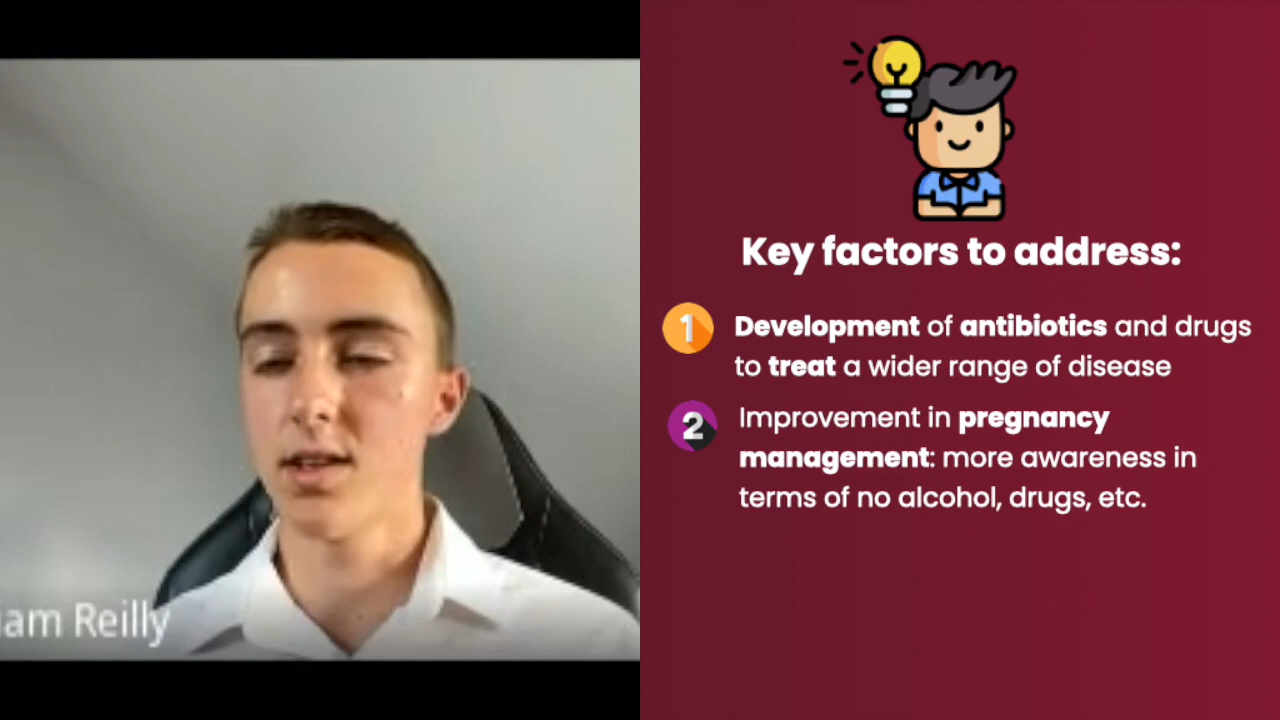 iam Reilly
Key factors to address:
1 Development of antibiotics and drugs
to treat a wider range of disease
2 Improvement in pregnancy
management: more awareness in
terms of no alcohol, drugs, etc.